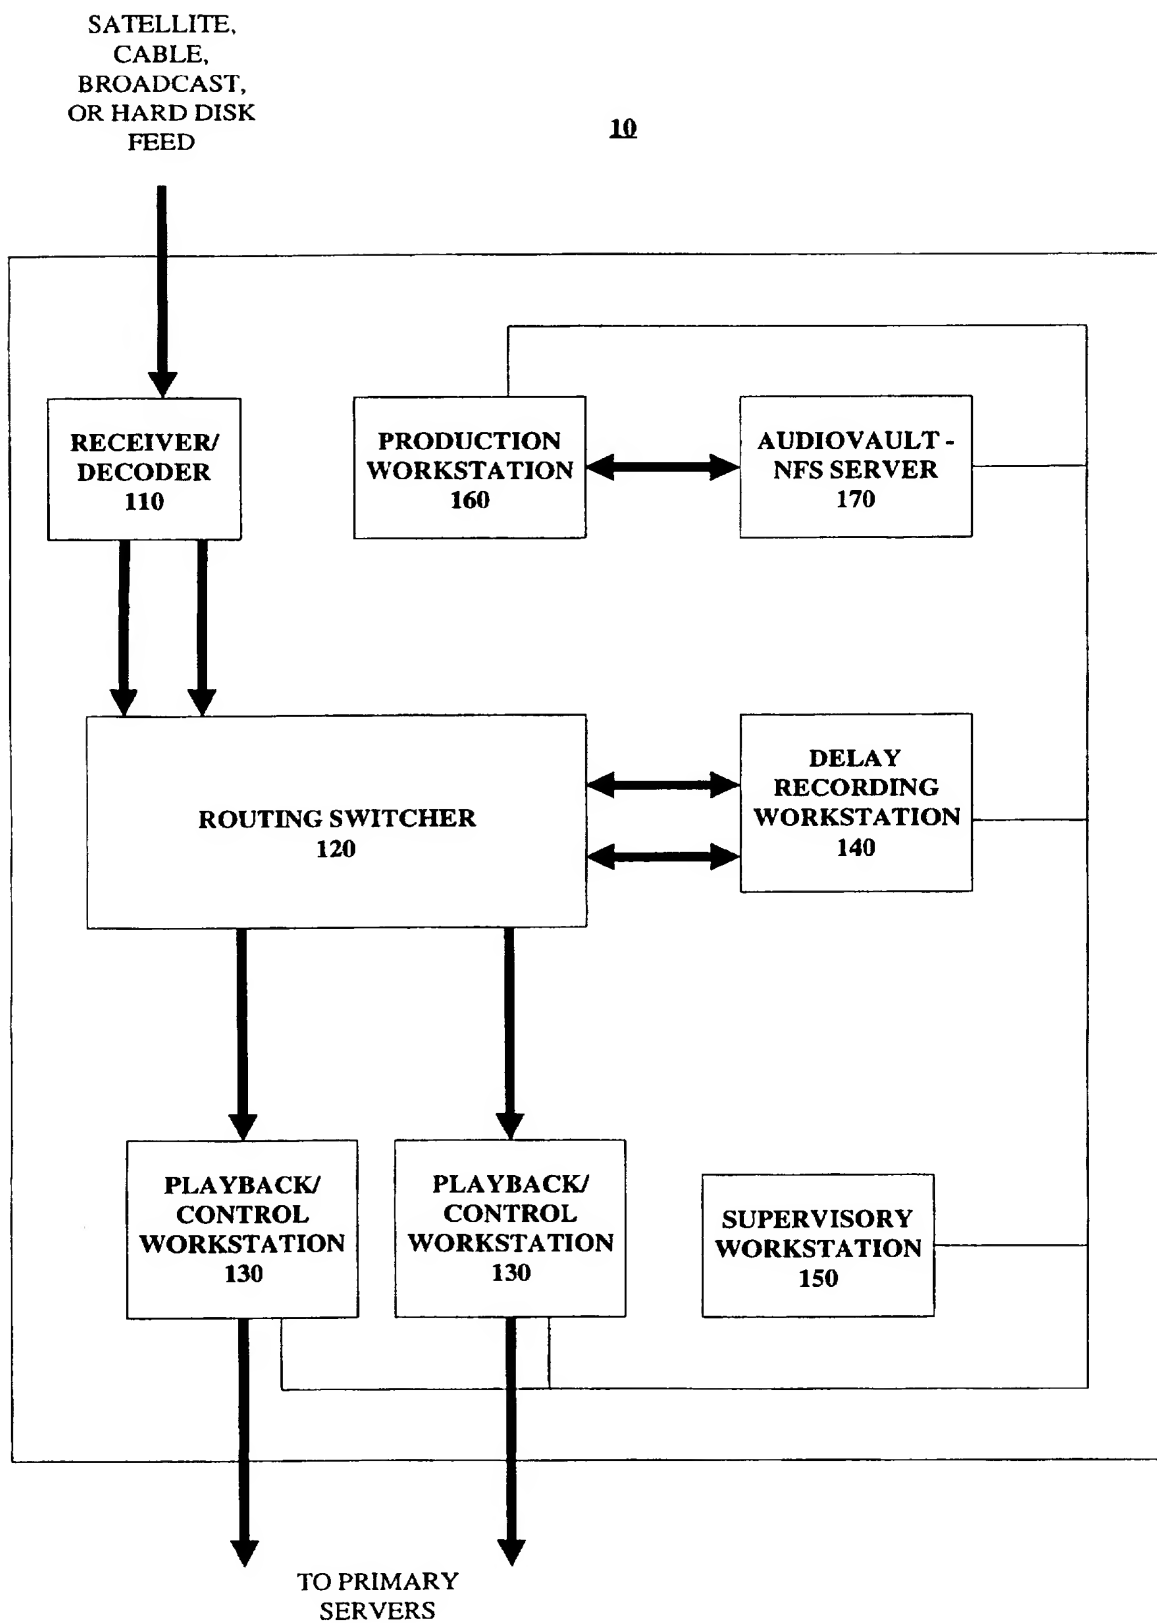 SATELLITE,
CABLE,
BROADCAST,
OR HARD DISK
FEED
10
RECEIVER/
DECODER
110
PRODUCTION
WORKSTATION
160
AUDIOVAULT -
NFS SERVER
170
ROUTING SWITCHER
120
DELAY
RECORDING
WORKSTATION
140
PLAYBACK/
CONTROL
WORKSTATION
130
PLAYBACK/
CONTROL
WORKSTATION
130
SUPERVISORY
WORKSTATION
150
TO PRIMARY
SERVERS